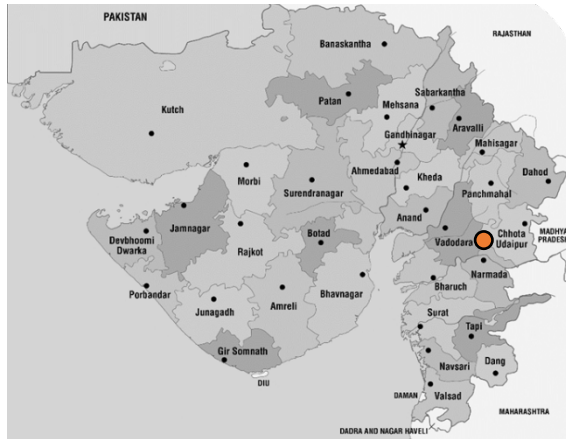 PAKISTAN
RAJASTHAN
Banaskantha
Patan
Sabarkantha
Mehsana
Kutch
Aravalli
Gandhinagar
Mahisagar
Ahmedabad
Dahod
Morbi
Kheda
Surendranagar
Panchmahal
Anand
Jamnagar
Botad
Chhota
Udaipur
MADHYA
PRADESH
Devbhoomi
Dwarka
Vadodara
Rajkot
Narmada
Bharuch
Porbandar
Bhavnagar
Amreli
Junagadh
Surat
Tapi
Gir Somnath
Dang
Navsari
DIU
Valsad
DAMAN
MAHARASHTRA
DADRA AND NAGAR HAVELI